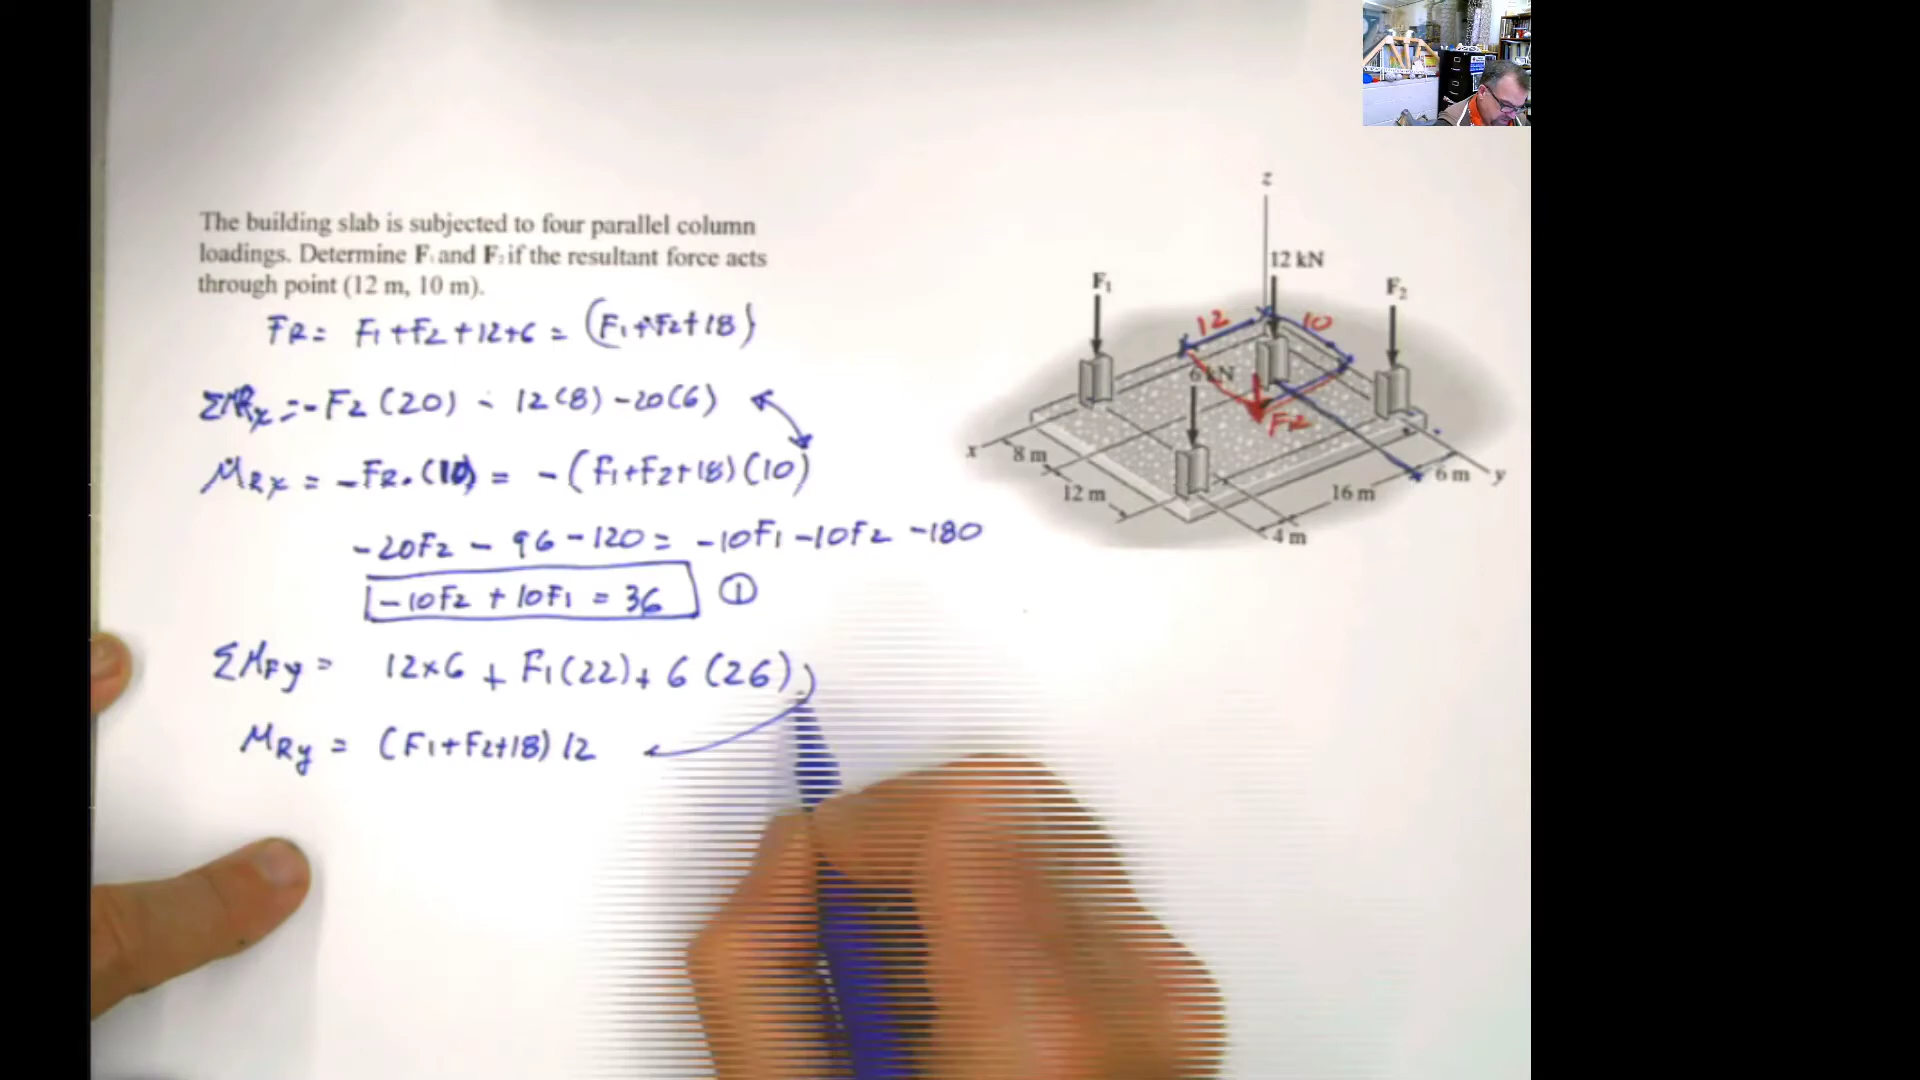 The building slab is subjected to four parallel column
loadings. Determine F₁ and F₂ if the resultant force acts
through point (12 m, 10 m).
FR = F1+F2+12+6 = (F1+F2+18)
ΣMRx = -F2(20) - 12(8) -20(6)
MRx = -FR.(10) = -(F1+F2+18)(10)
-20F2 - 96 -120 = -10F1 -10F2 -180
-10F2 + 10F1 = 36 ①
ΣMFy = 12x6 + F1(22) + 6(26)
MRy = (F1+F2+18) 12
z
12 kN
F₁
F₂
12
10
6 kN
FR
x
8 m
12 m
16 m
6 m
y
4 m